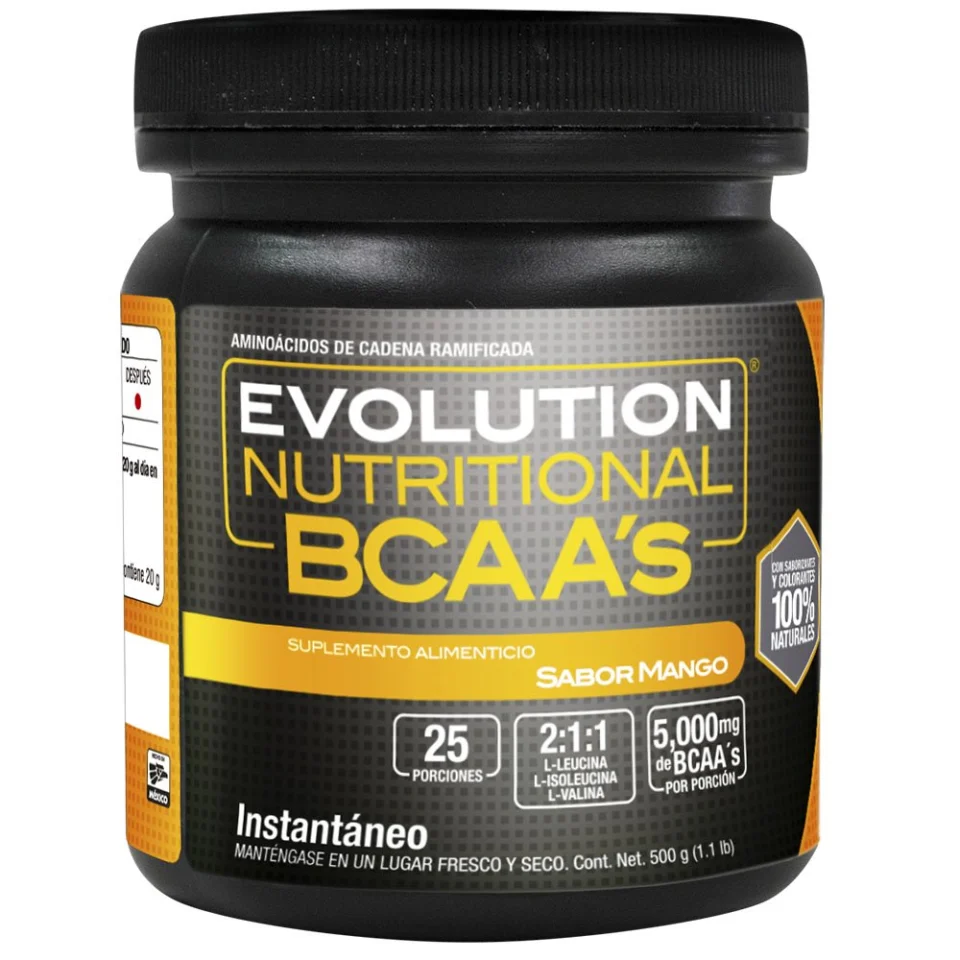 AMINOÁCIDOS DE CADENA RAMIFICADA
EVOLUTION®
NUTRITIONAL
BCAA´s
SUPLEMENTO ALIMENTICIO
SABOR MANGO
25
PORCIONES
2:1:1
L-LEUCINA
L-ISOLEUCINA
L-VALINA
5,000mg
de BCAA´s
POR PORCIÓN
Instantáneo
MANTÉNGASE EN UN LUGAR FRESCO Y SECO. Cont. Net. 500 g (1.1 lb)
CON SABORIZANTES
Y COLORANTES
100%
NATURALES
DESPUÉS
20 g al día en
20 g
MÉXICO